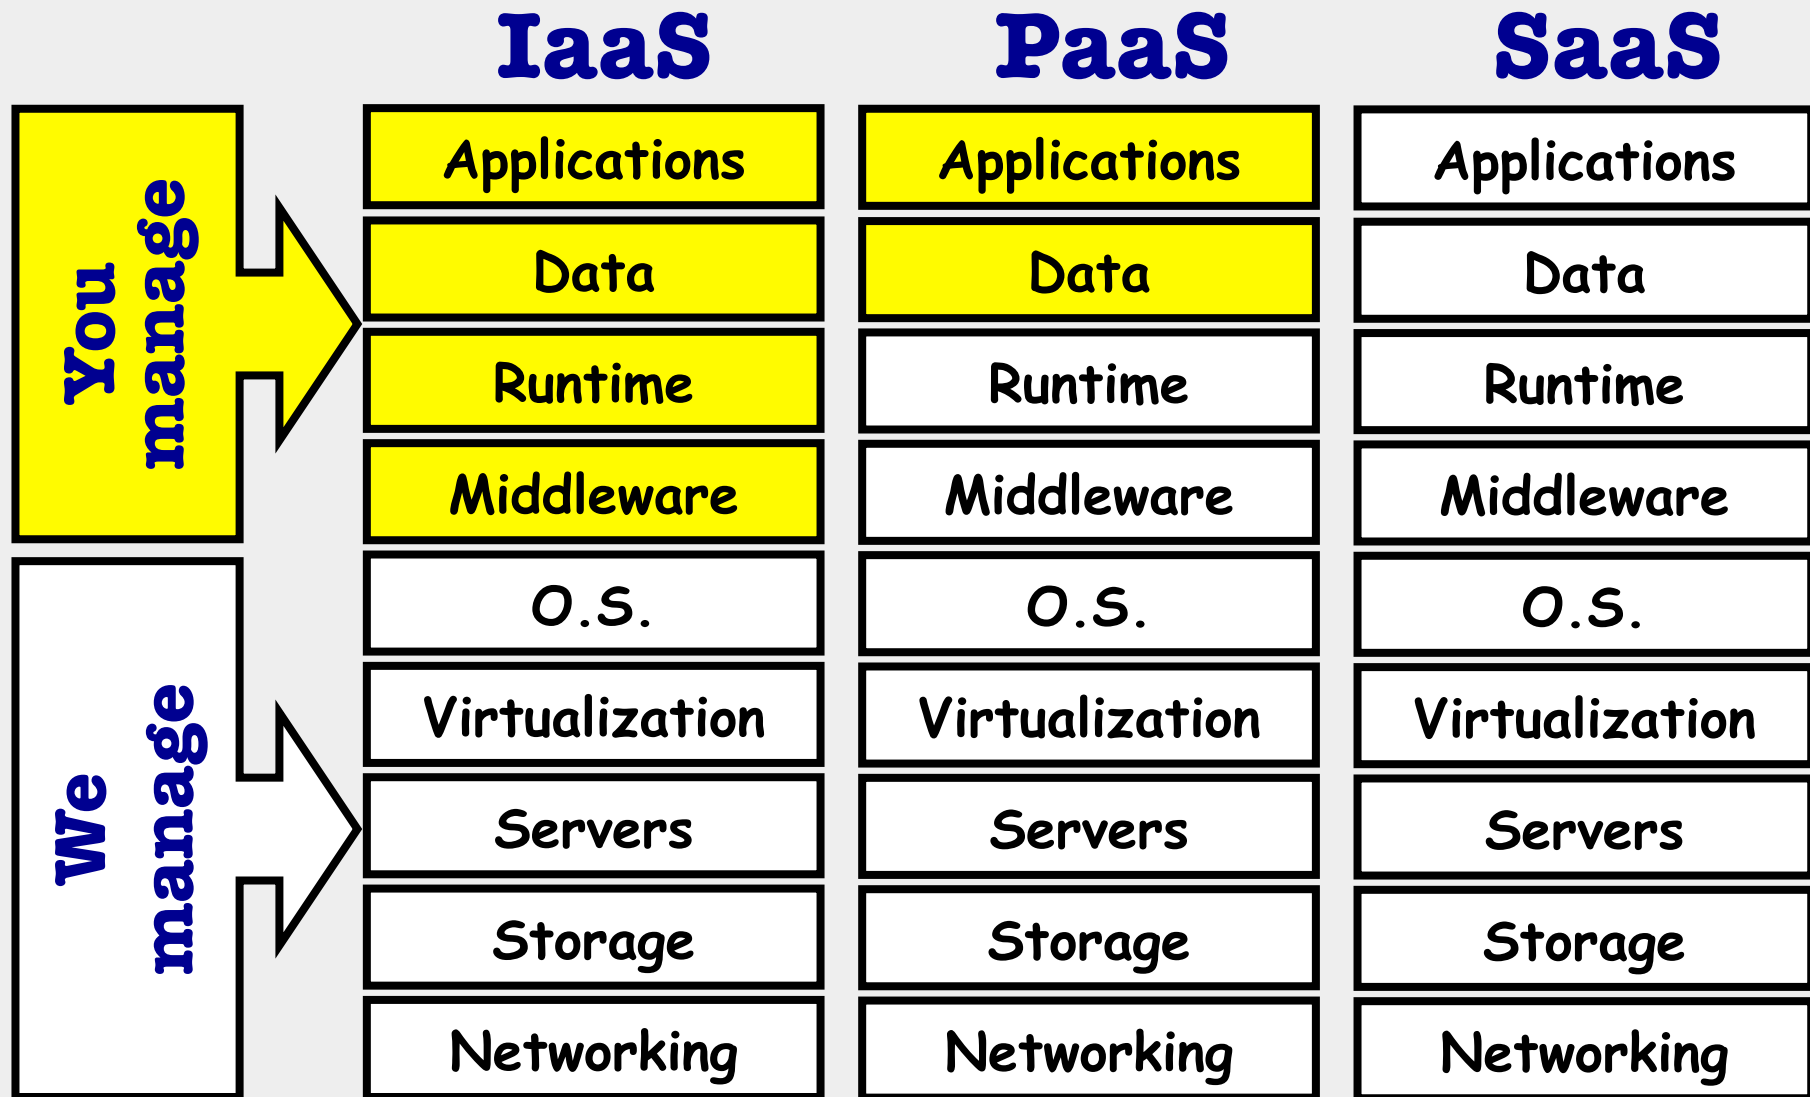 IaaS PaaS SaaS
You
manage
We
manage
Applications Applications Applications
Data Data Data
Runtime Runtime Runtime
Middleware Middleware Middleware
O.S. O.S. O.S.
Virtualization Virtualization Virtualization
Servers Servers Servers
Storage Storage Storage
Networking Networking Networking